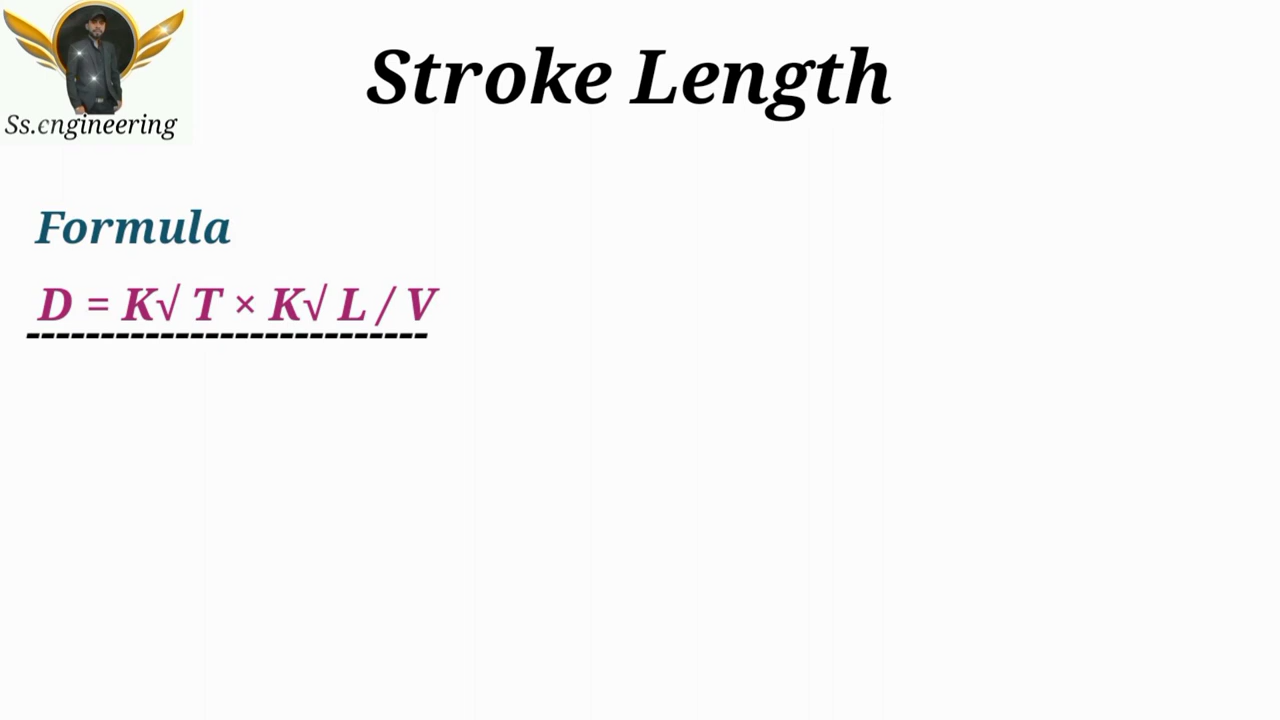 Ss.engineering
Stroke Length
Formula
D = K√ T × K√ L / V
---------------------------